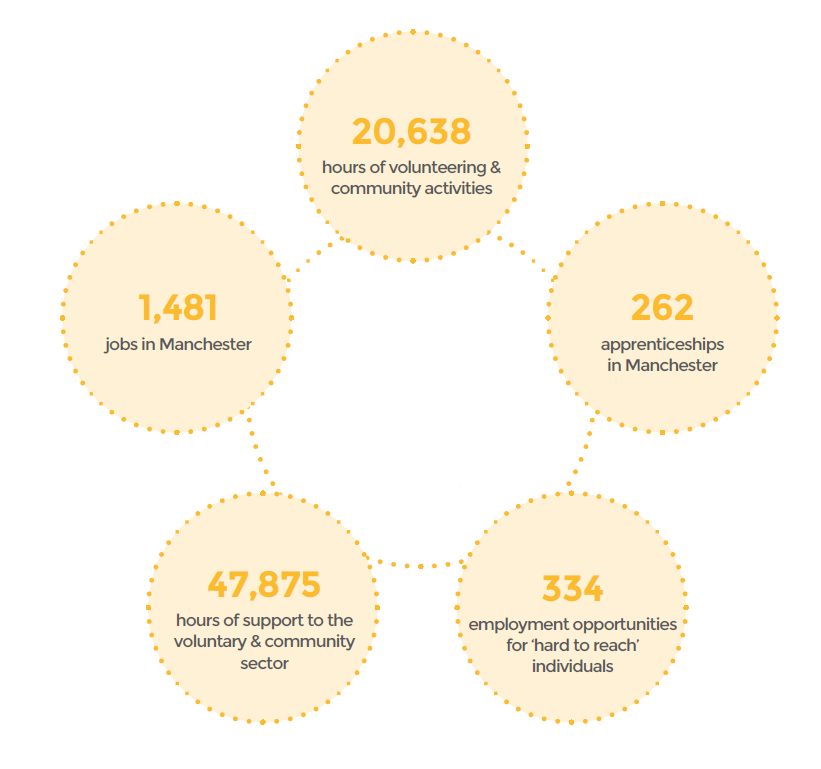 20,638
hours of volunteering &
community activities
1,481
jobs in Manchester
262
apprenticeships
in Manchester
47,875
hours of support to the
voluntary & community
sector
334
employment opportunities
for ‘hard to reach’
individuals